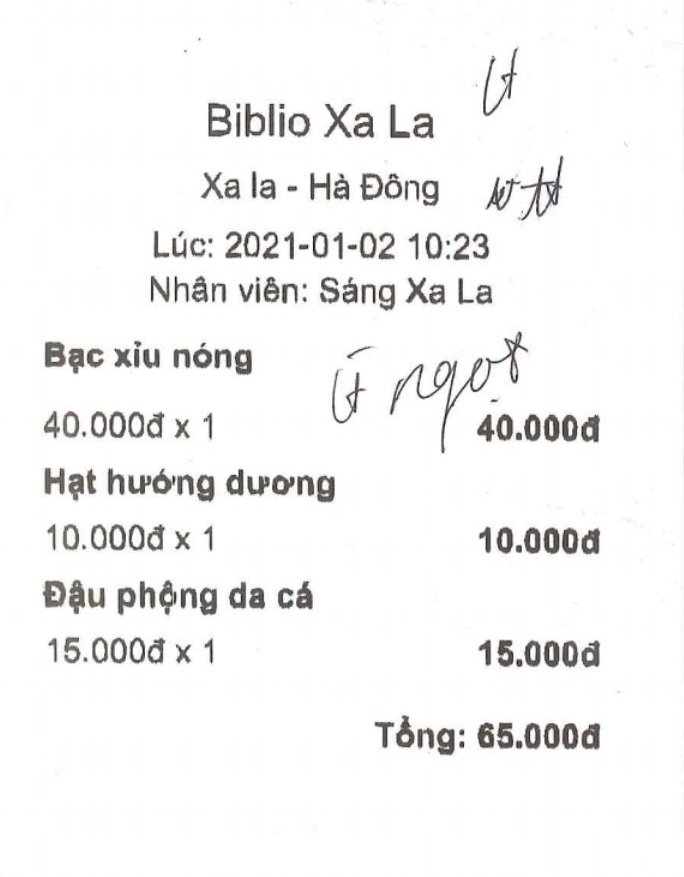 Biblio Xa La
Xa la - Hà Đông
Lúc: 2021-01-02 10:23
Nhân viên: Sáng Xa La
Bạc xỉu nóng
ít ngọt
40.000đ x 1 40.000đ
Hạt hướng dương
10.000đ x 1 10.000đ
Đậu phộng da cá
15.000đ x 1 15.000đ
Tổng: 65.000đ